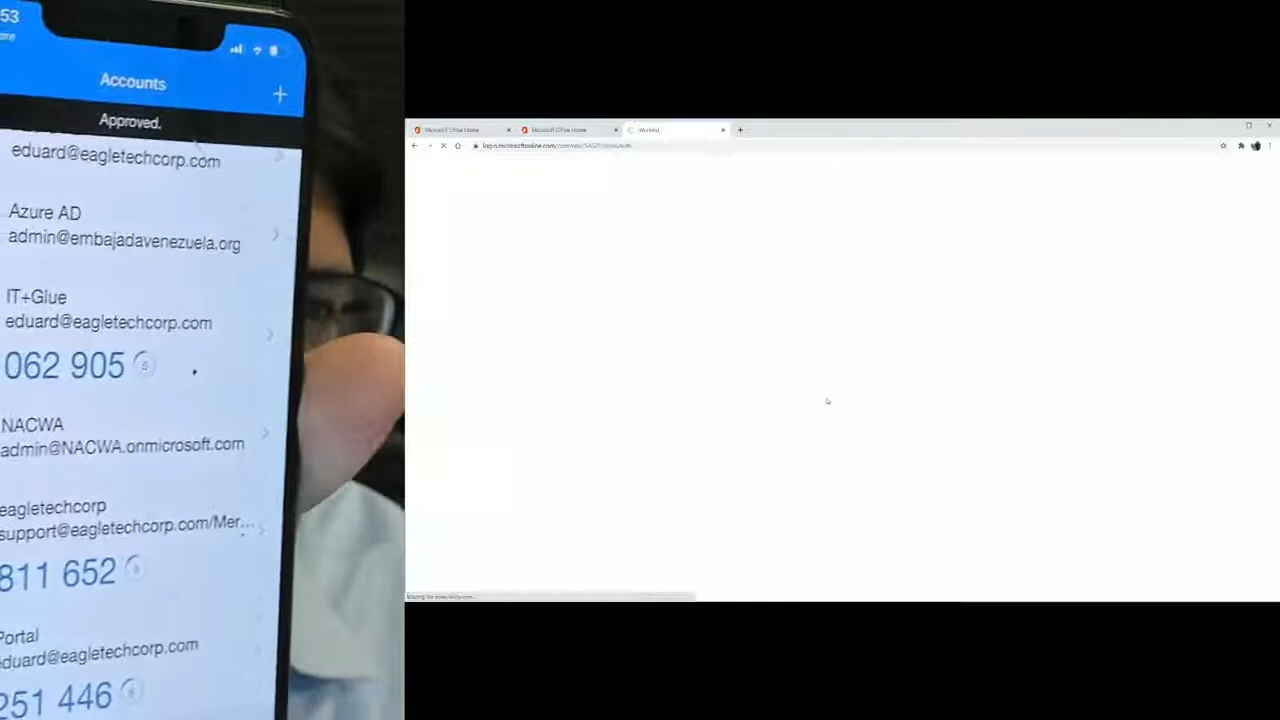 53
Accounts
+
Approved.
eduard@eagletechcorp.com
Azure AD
admin@embajadavenezuela.org
IT+Glue
eduard@eagletechcorp.com
062 905
NACWA
admin@NACWA.onmicrosoft.com
eagletechcorp
support@eagletechcorp.com/Mer...
811 652
Portal
eduard@eagletechcorp.com
251 446
Microsoft Office Home
Microsoft Office Home
Working
login.microsoftonline.com/common/SAS/ProcessAuth